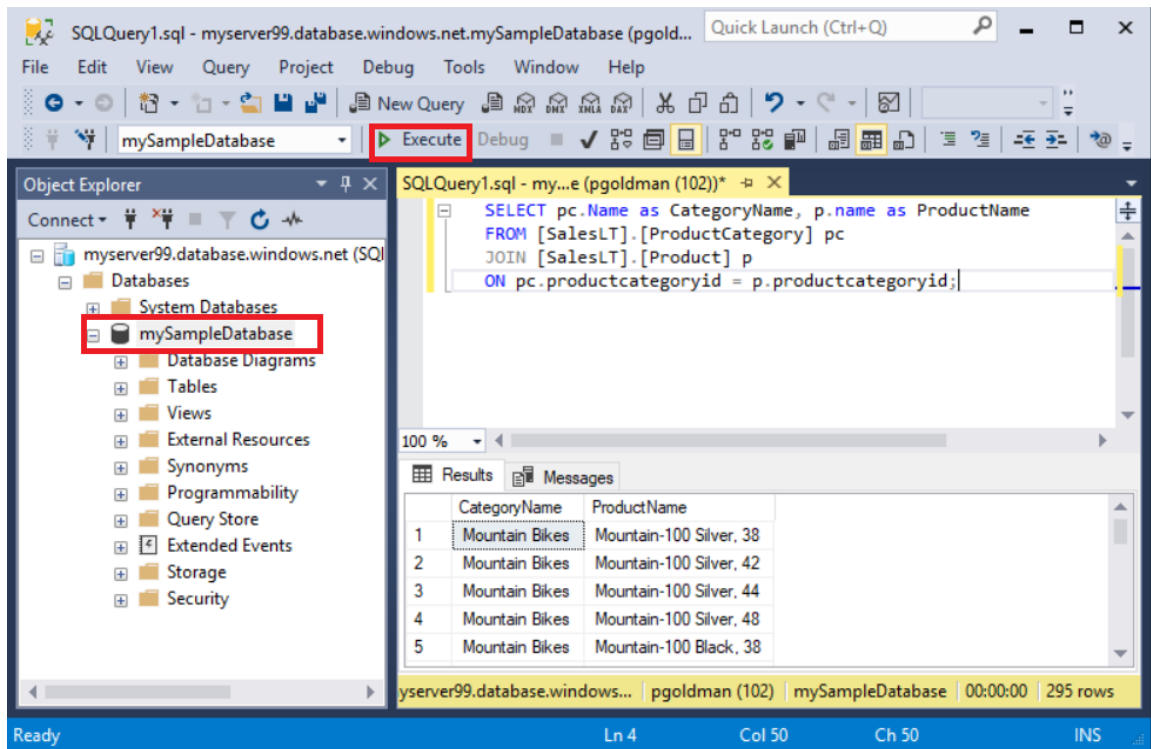 SQLQuery1.sql - myserver99.database.windows.net.mySampleDatabase (pgold...
Quick Launch (Ctrl+Q)
File Edit View Query Project Debug Tools Window Help
New Query MDX DMX XMLA DAX
mySampleDatabase Execute Debug
Object Explorer
Connect
myserver99.database.windows.net (SQl
Databases
System Databases
mySampleDatabase
Database Diagrams
Tables
Views
External Resources
Synonyms
Programmability
Query Store
Extended Events
Storage
Security
SQLQuery1.sql - my...e (pgoldman (102))*
SELECT pc.Name as CategoryName, p.name as ProductName
FROM [SalesLT].[ProductCategory] pc
JOIN [SalesLT].[Product] p
ON pc.productcategoryid = p.productcategoryid;
100 %
Results Messages
CategoryName ProductName
1 Mountain Bikes Mountain-100 Silver, 38
2 Mountain Bikes Mountain-100 Silver, 42
3 Mountain Bikes Mountain-100 Silver, 44
4 Mountain Bikes Mountain-100 Silver, 48
5 Mountain Bikes Mountain-100 Black, 38
yserver99.database.windows... pgoldman (102) mySampleDatabase 00:00:00 295 rows
Ready Ln 4 Col 50 Ch 50 INS